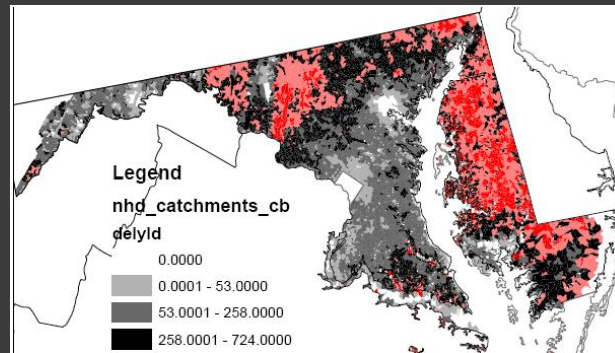 Legend
nhd_catchments_cb
delyld
0.0000
0.0001 - 53.0000
53.0001 - 258.0000
258.0001 - 724.0000